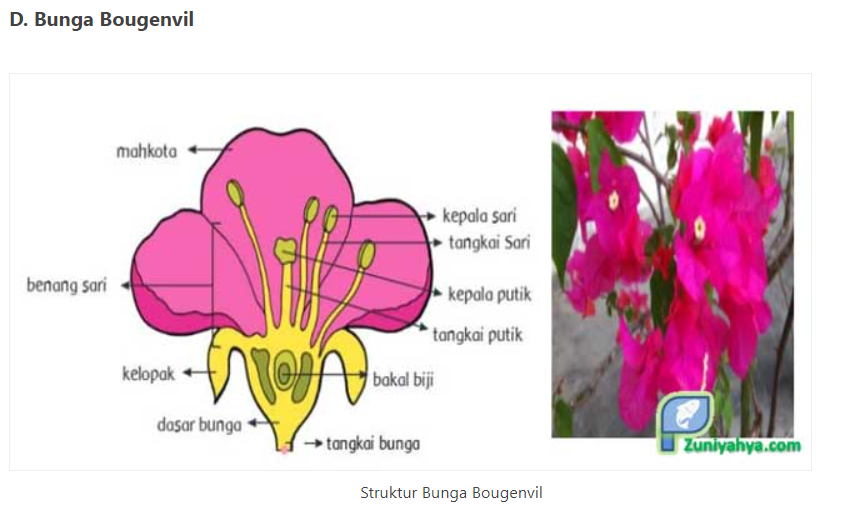 D. Bunga Bougenvil
mahkota
kepala sari
tangkai Sari
benang sari
kepala putik
tangkai putik
kelopak
bakal biji
dasar bunga
tangkai bunga
Zuniyahya.com
Struktur Bunga Bougenvil